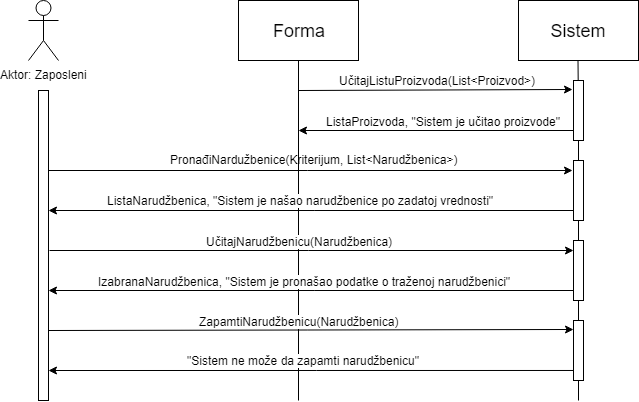 Forma
Sistem
Aktor: Zaposleni
UčitajListuProizvoda(List<Proizvod>)
ListaProizvoda, "Sistem je učitao proizvode"
PronađiNardužbenice(Kriterijum, List<Narudžbenica>)
ListaNarudžbenica, "Sistem je našao narudžbenice po zadatoj vrednosti"
UčitajNarudžbenicu(Narudžbenica)
IzabranaNarudžbenica, "Sistem je pronašao podatke o traženoj narudžbenici"
ZapamtiNarudžbenicu(Narudžbenica)
"Sistem ne može da zapamti narudžbenicu"